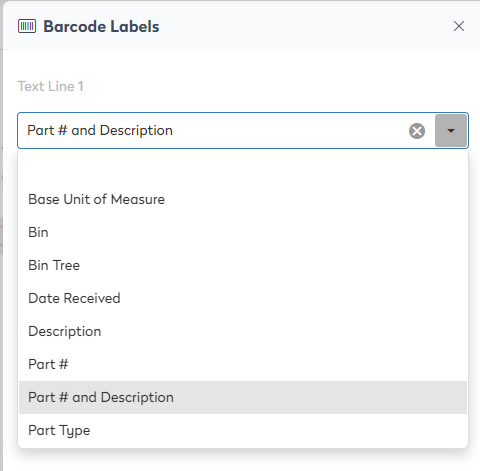 Barcode Labels
Text Line 1
Part # and Description
Base Unit of Measure
Bin
Bin Tree
Date Received
Description
Part #
Part # and Description
Part Type